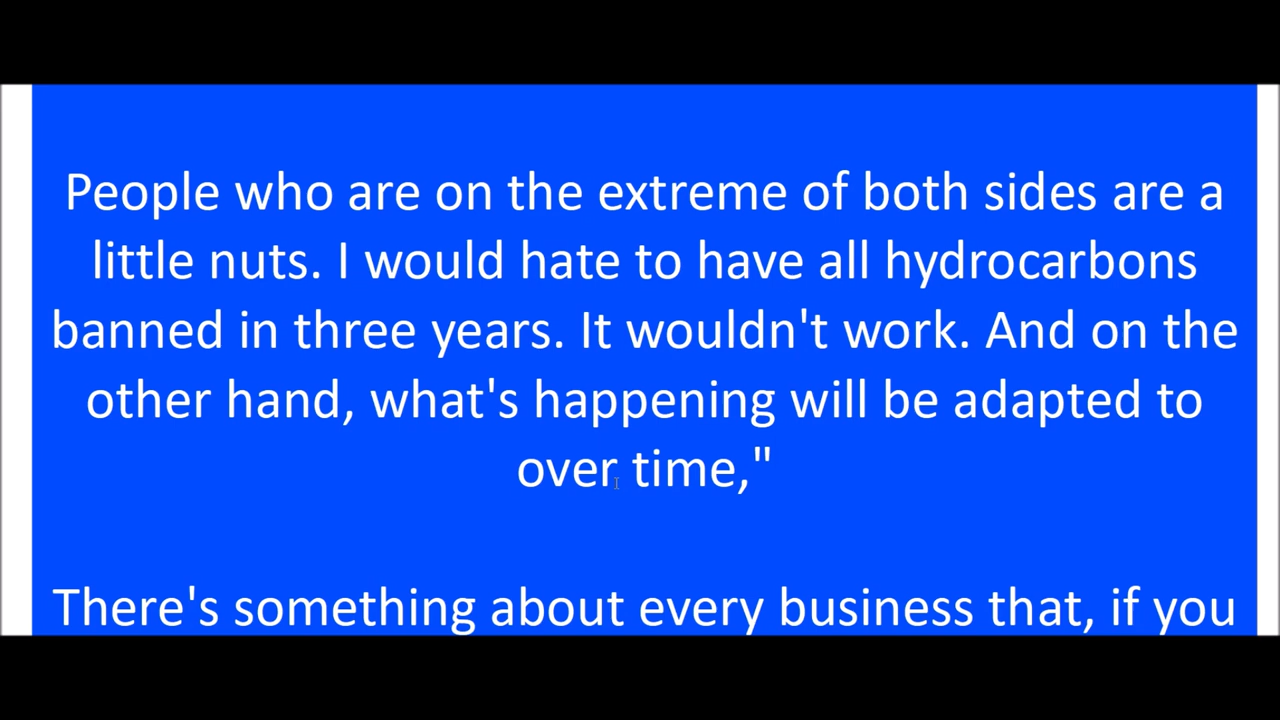 People who are on the extreme of both sides are a
little nuts. I would hate to have all hydrocarbons
banned in three years. It wouldn't work. And on the
other hand, what's happening will be adapted to
over time,"
There's something about every business that, if you